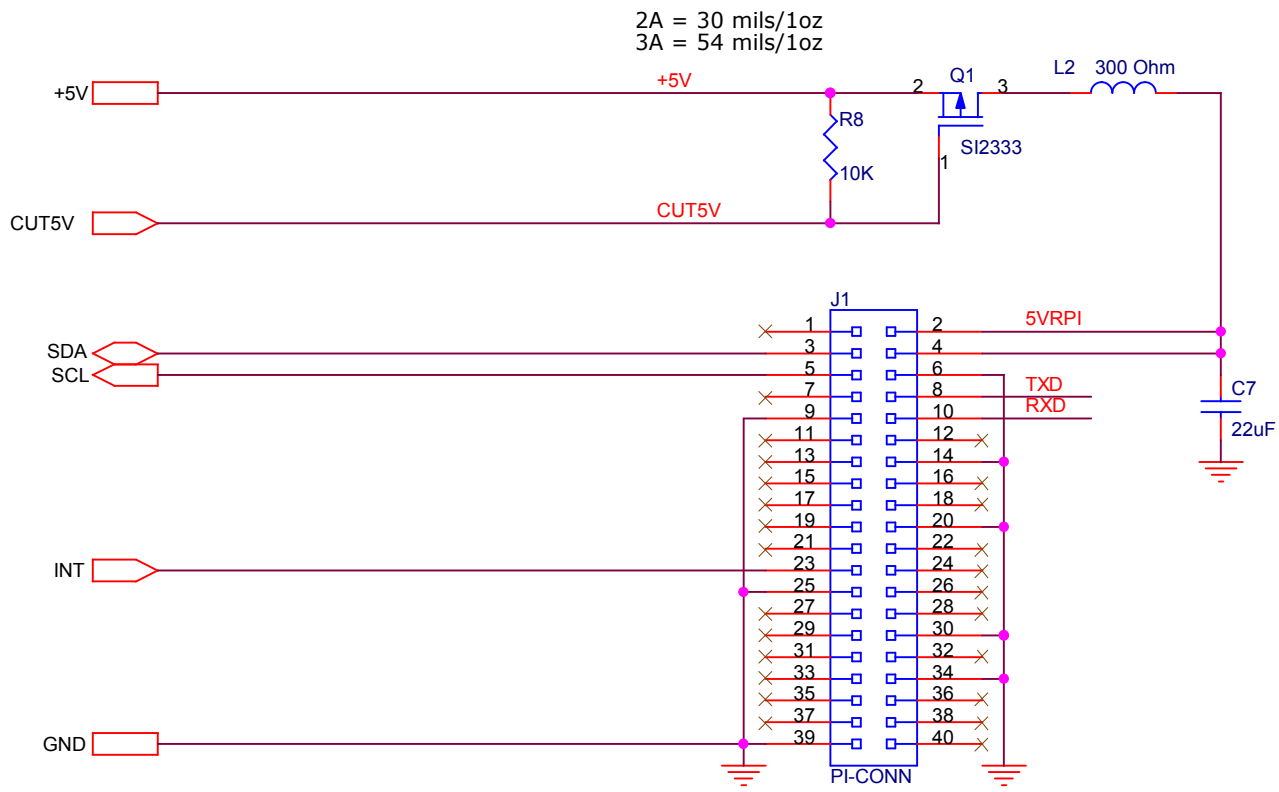 2A = 30 mils/1oz
3A = 54 mils/1oz
+5V
+5V
2
Q1
3
L2 300 Ohm
R8
10K
SI2333
1
CUT5V
CUT5V
J1
1 2 5VRPI
SDA 3 4
SCL 5 6
7 8 TXD
9 10 RXD
C7
22uF
11 12
13 14
15 16
17 18
19 20
21 22
INT 23 24
25 26
27 28
29 30
31 32
33 34
35 36
37 38
GND 39 40
PI-CONN